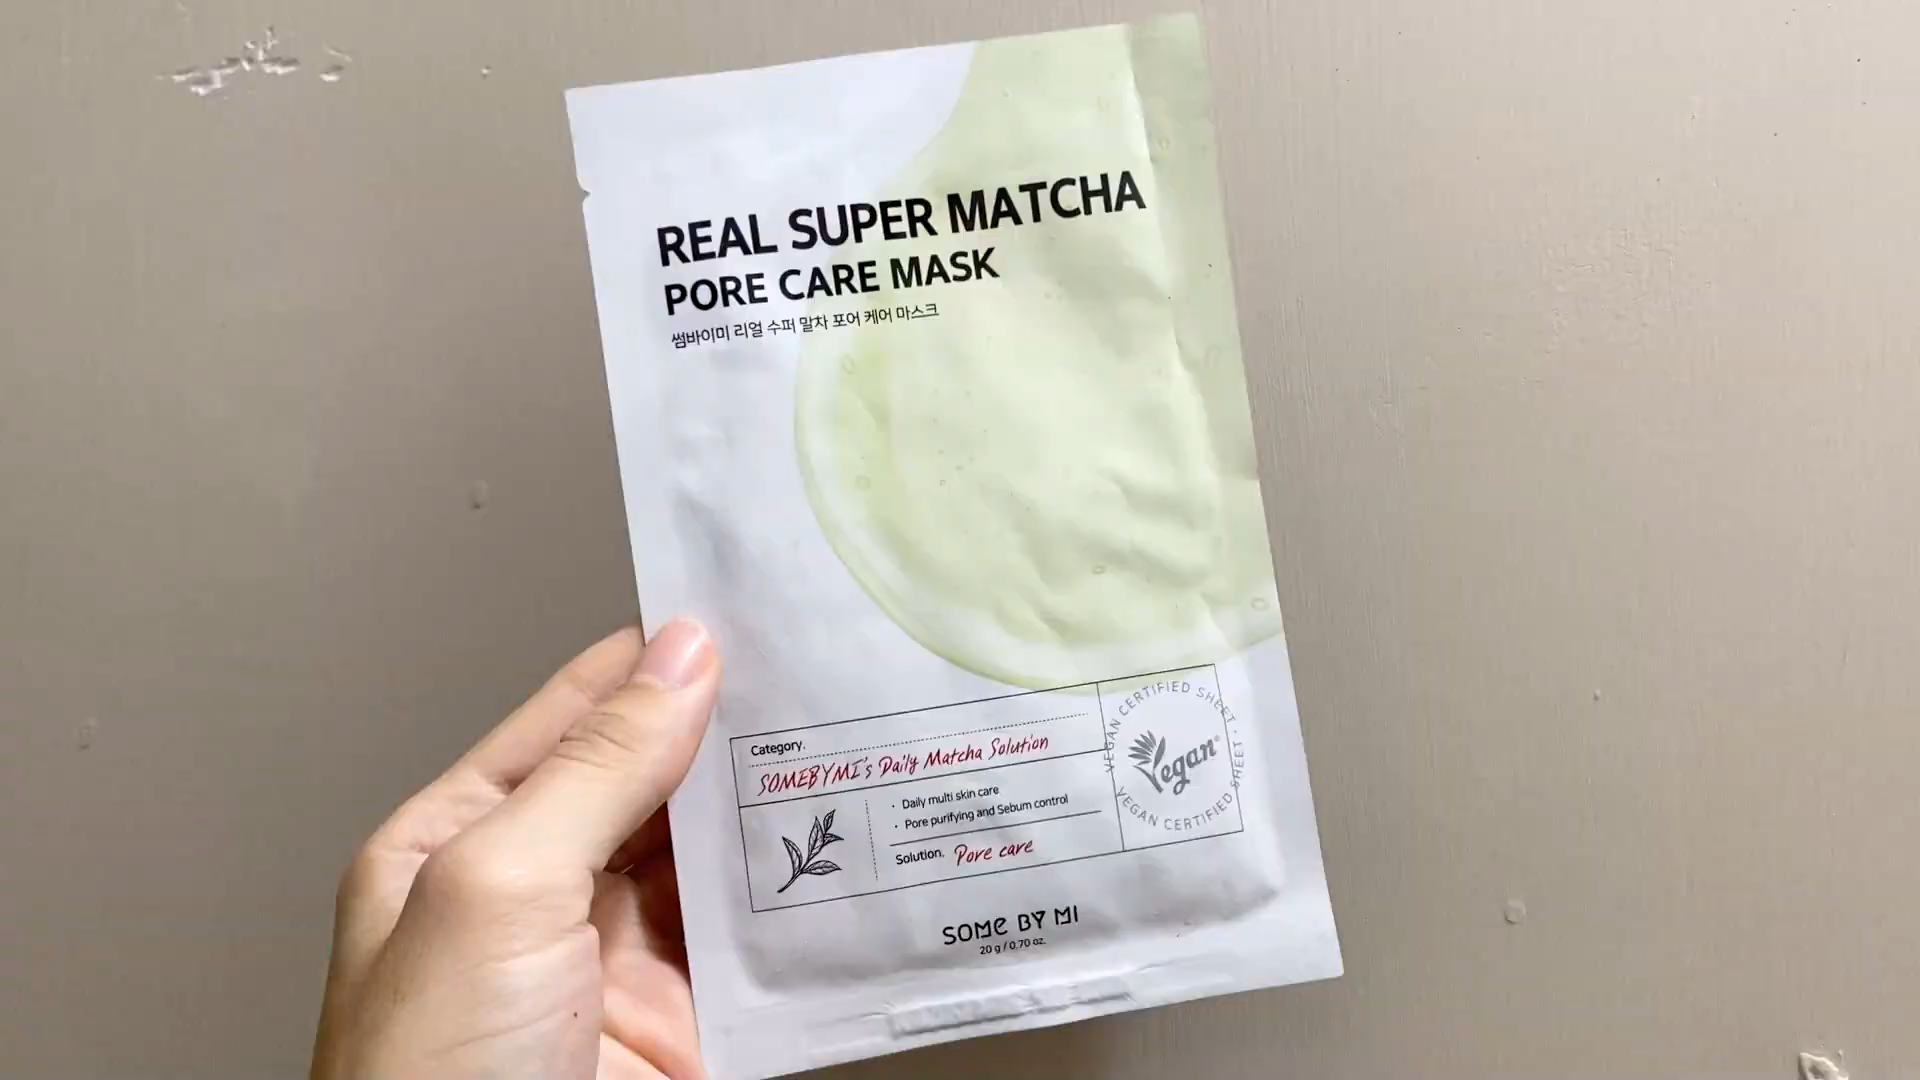 REAL SUPER MATCHA
PORE CARE MASK
썸바이미 리얼 수퍼 말차 포어 케어 마스크
Category.
SOMEBYMI's Daily Matcha Solution
· Daily multi skin care
· Pore purifying and Sebum control
Solution. Pore care
VEGAN CERTIFIED SHEET · VEGAN CERTIFIED SHEET ·
Vegan®
SOME BY MI
20 g / 0.70 oz.